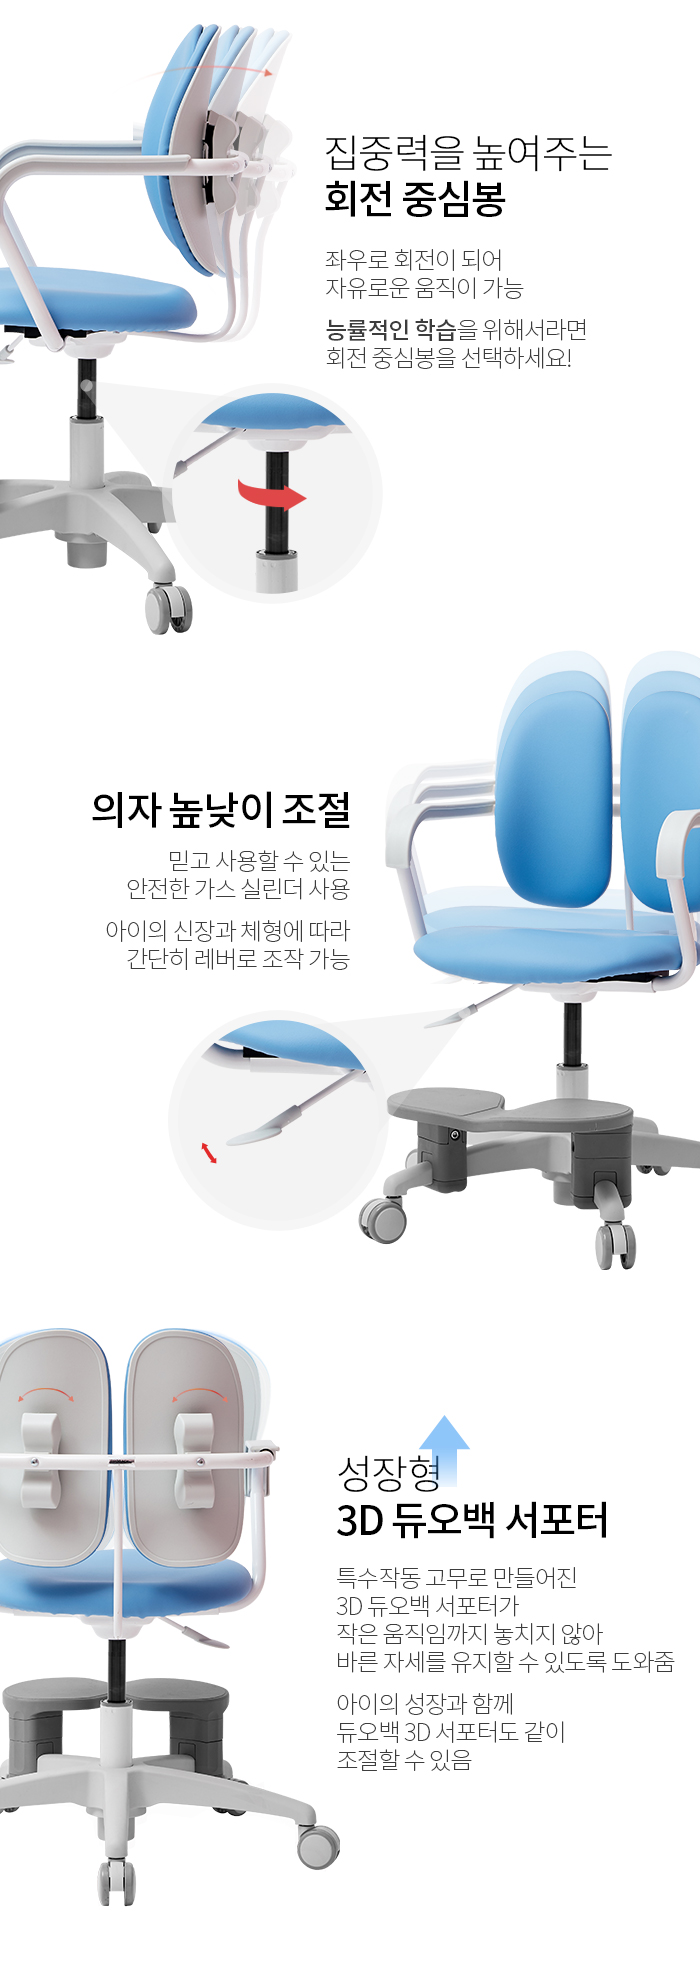 집중력을 높여주는
회전 중심봉
좌우로 회전이 되어
자유로운 움직이 가능
능률적인 학습을 위해서라면
회전 중심봉을 선택하세요!
의자 높낮이 조절
믿고 사용할 수 있는
안전한 가스 실린더 사용
아이의 신장과 체형에 따라
간단히 레버로 조작 가능
성장형
3D 듀오백 서포터
특수작동 고무로 만들어진
3D 듀오백 서포터가
작은 움직임까지 놓치지 않아
바른 자세를 유지할 수 있도록 도와줌
아이의 성장과 함께
듀오백 3D 서포터도 같이
조절할 수 있음